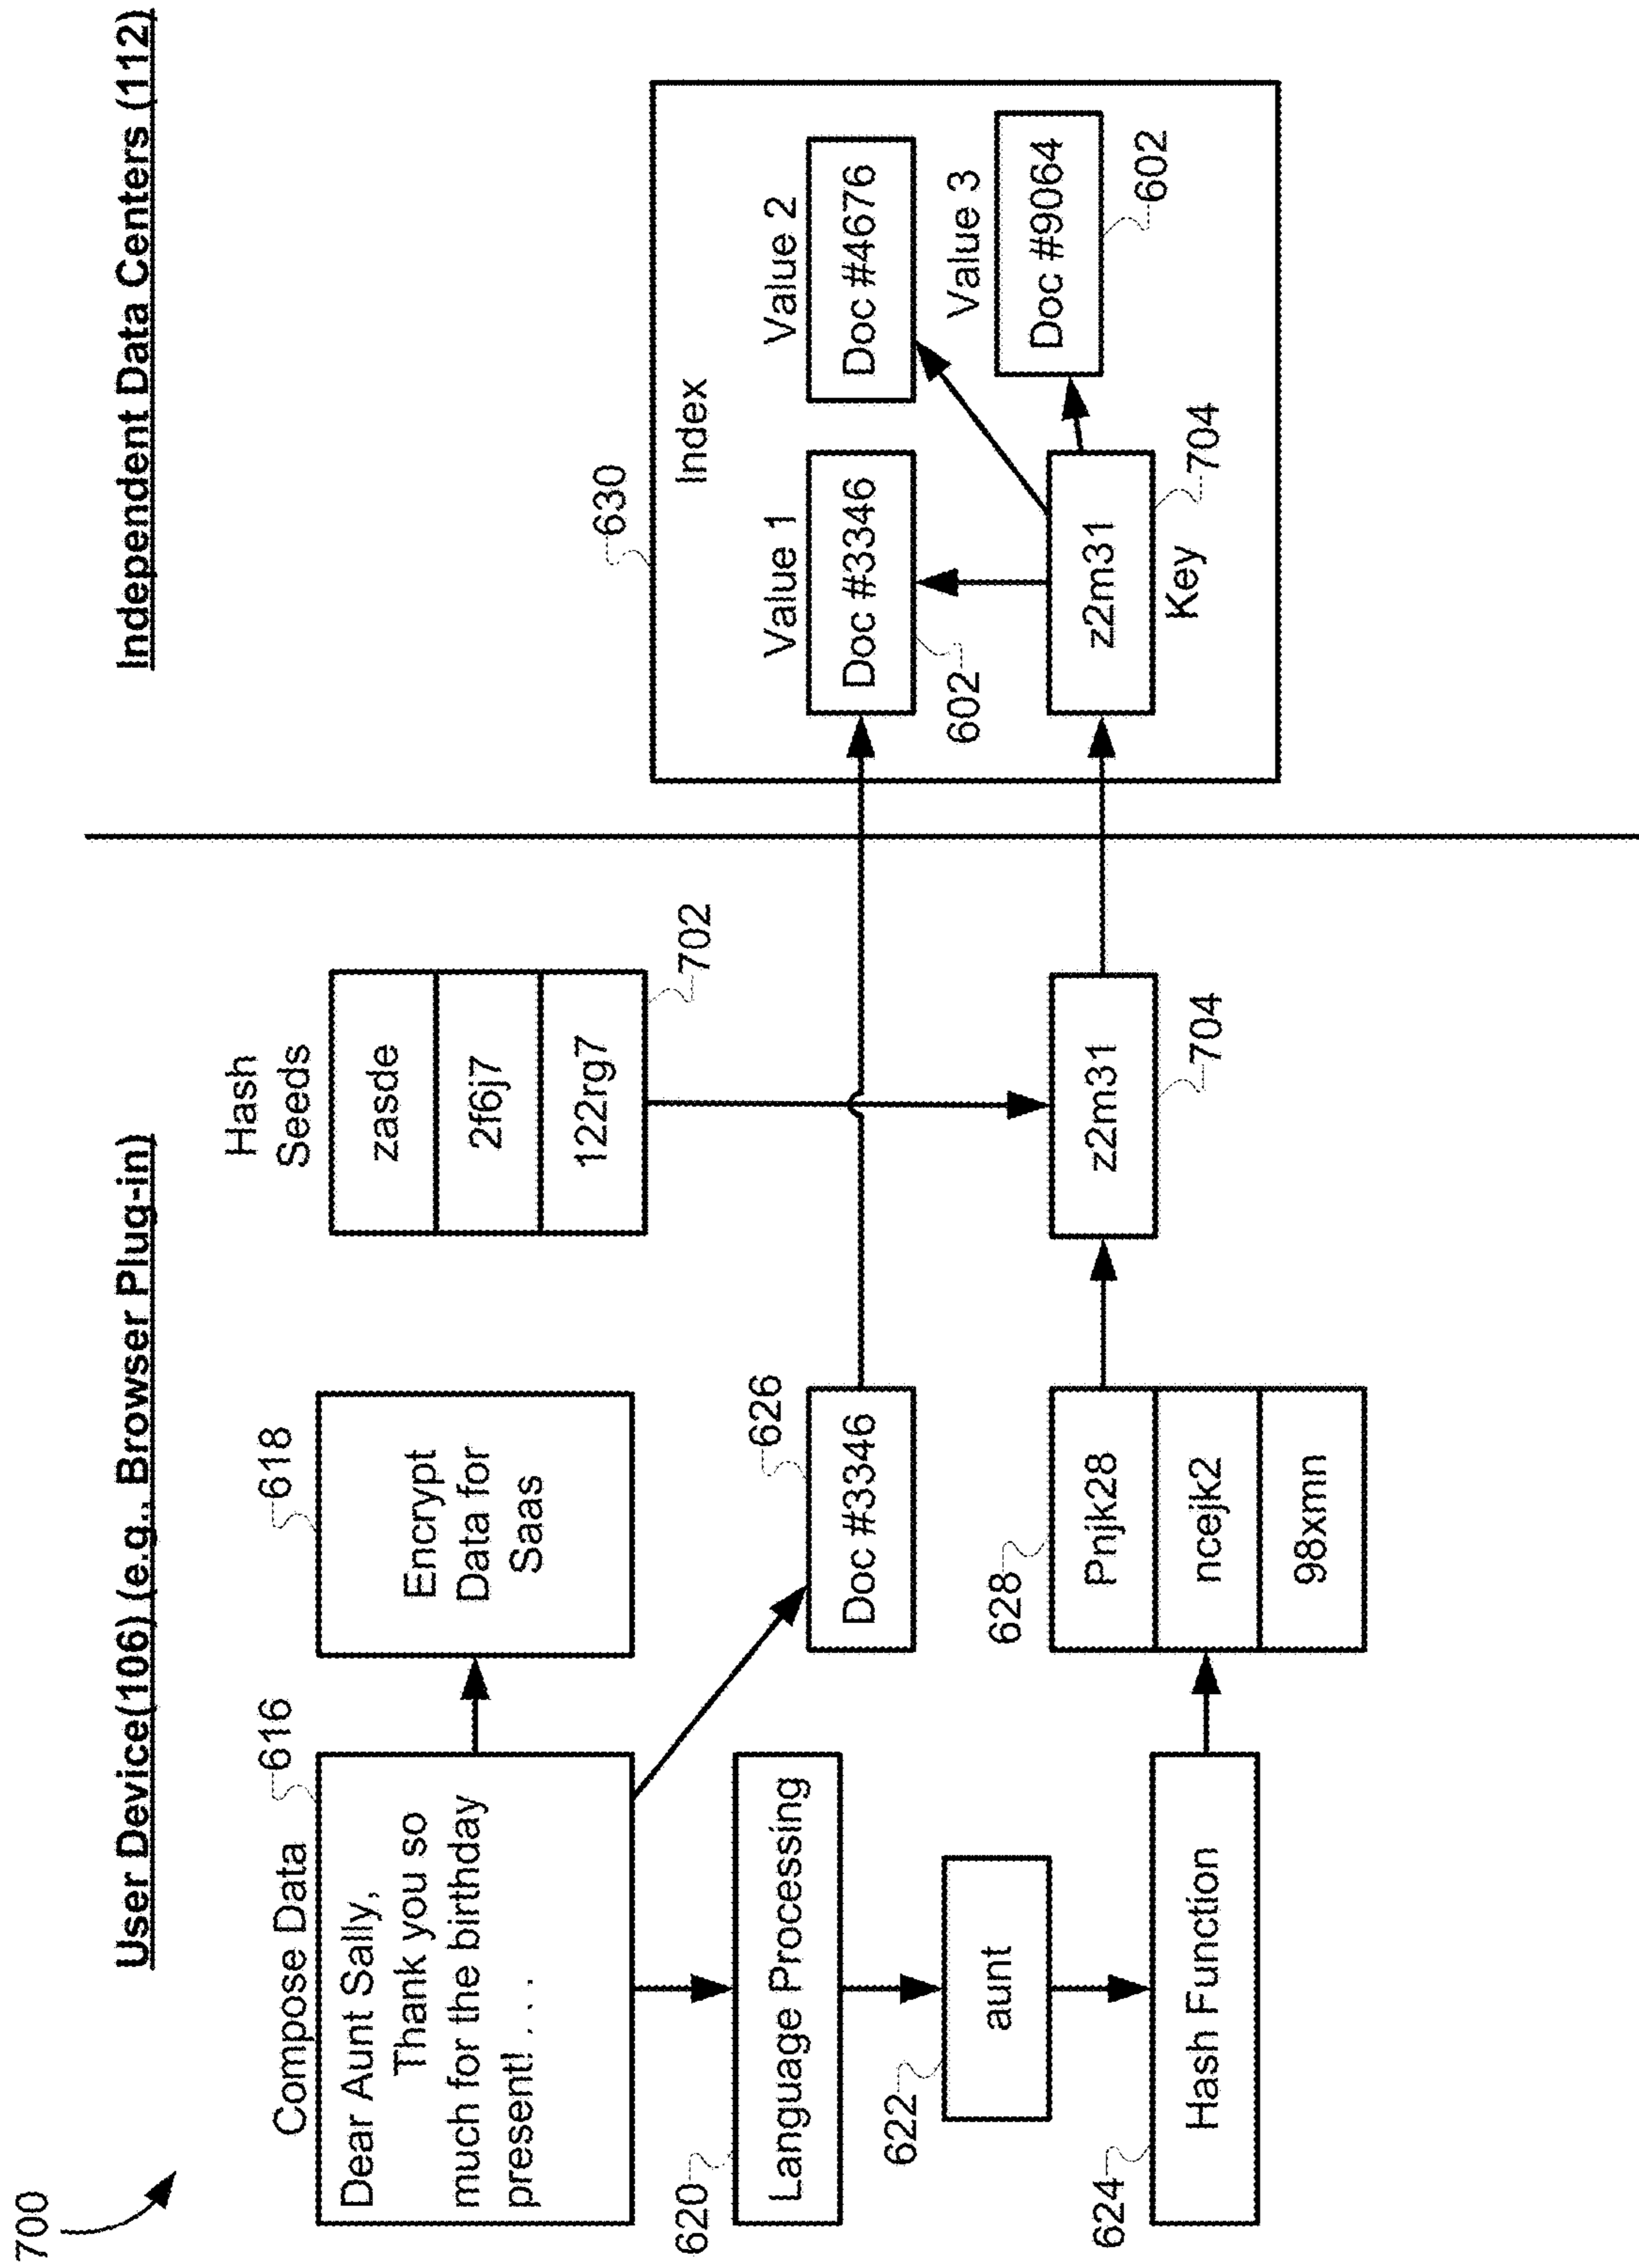 700
User Device(106) (e.g., Browser Plug-in)
Independent Data Centers (112)
Compose Data
616
Dear Aunt Sally,
Thank you so
much for the birthday
present! . . .
618
Encrypt
Data for
Saas
Hash
Seeds
zasde
2f6j7
122rg7
702
620
Language Processing
622
aunt
624
Hash Function
626
Doc #3346
628
Pnjk28
ncejk2
98xmn
z2m31
704
630
Index
Value 1
Doc #3346
602
Value 2
Doc #4676
Value 3
Doc #9064
602
z2m31
704
Key